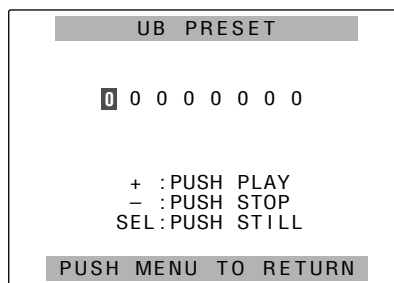 UB PRESET
0 0 0 0 0 0 0 0
+ :PUSH PLAY
– :PUSH STOP
SEL:PUSH STILL
PUSH MENU TO RETURN